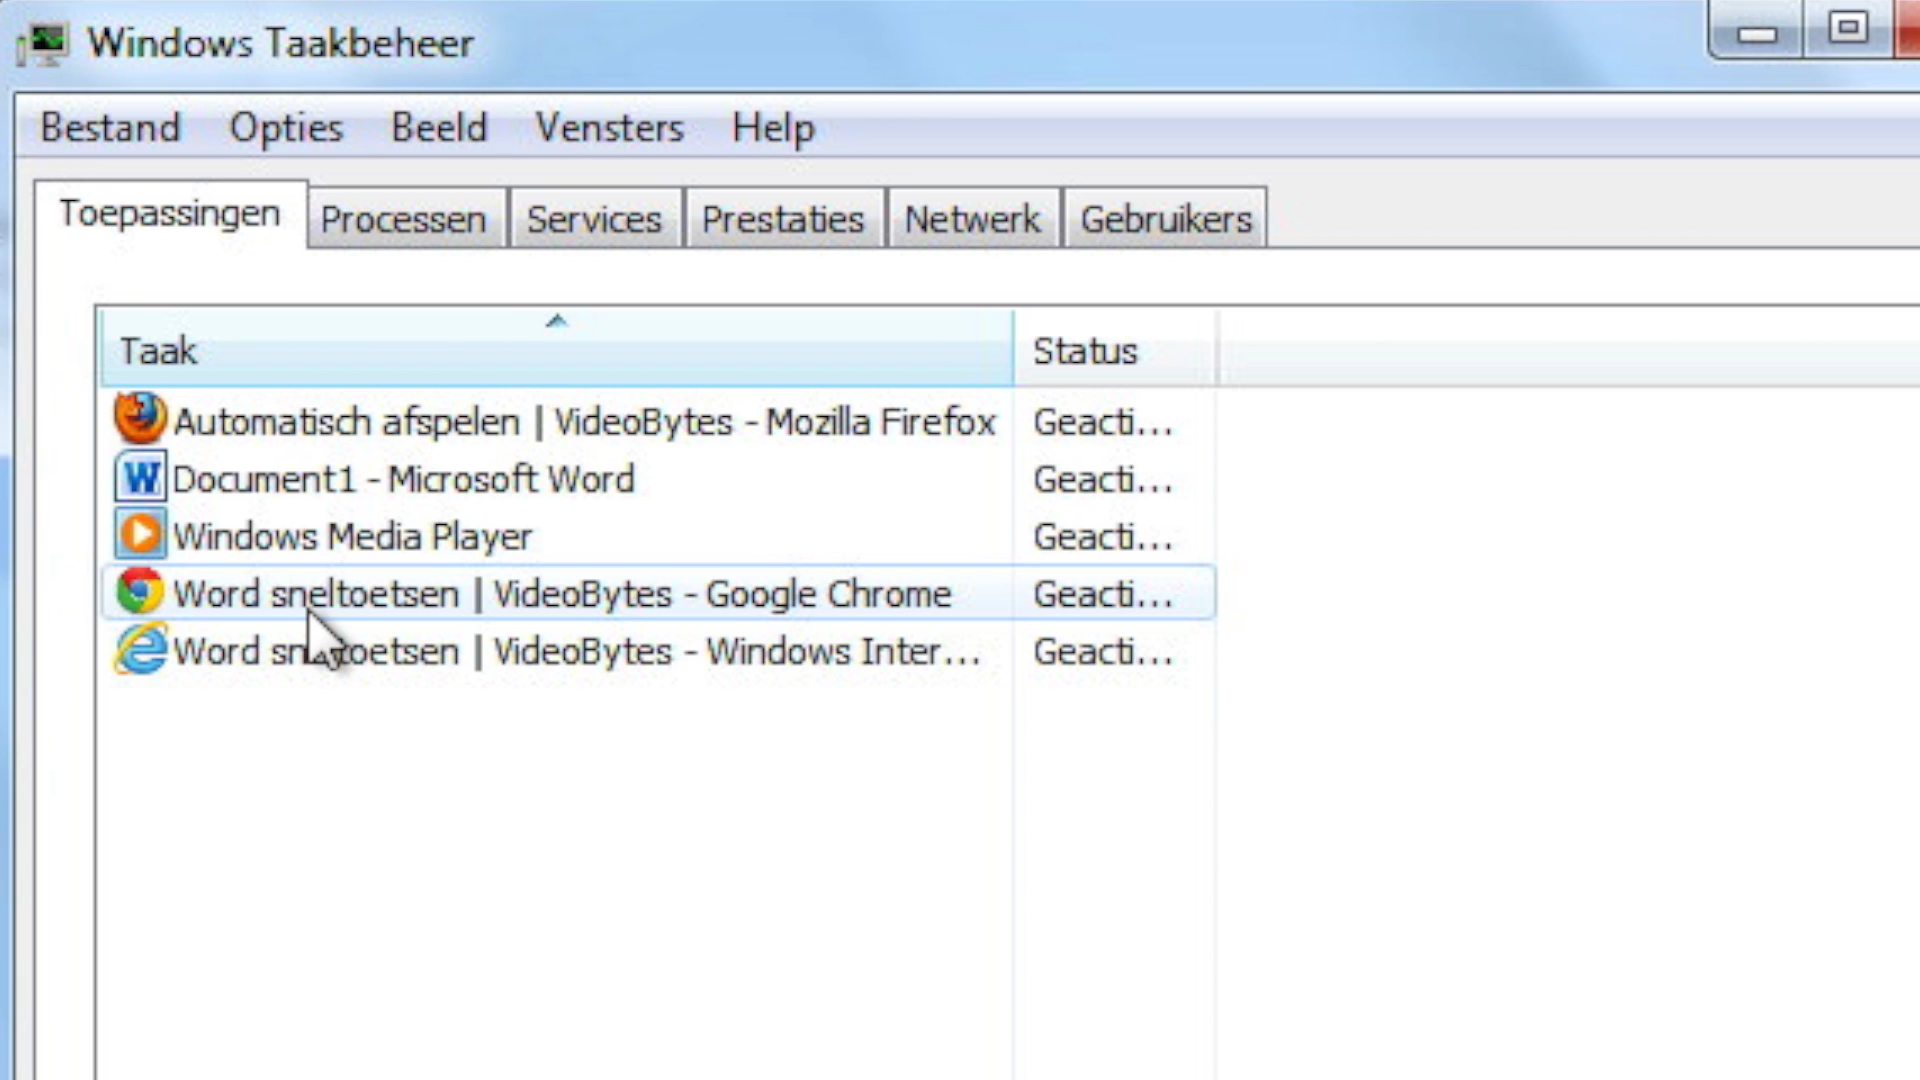 Windows Taakbeheer
Bestand Opties Beeld Vensters Help
Toepassingen Processen Services Prestaties Netwerk Gebruikers
Taak Status
Automatisch afspelen | VideoBytes - Mozilla Firefox Geacti...
Document1 - Microsoft Word Geacti...
Windows Media Player Geacti...
Word sneltoetsen | VideoBytes - Google Chrome Geacti...
Word sneltoetsen | VideoBytes - Windows Inter... Geacti...